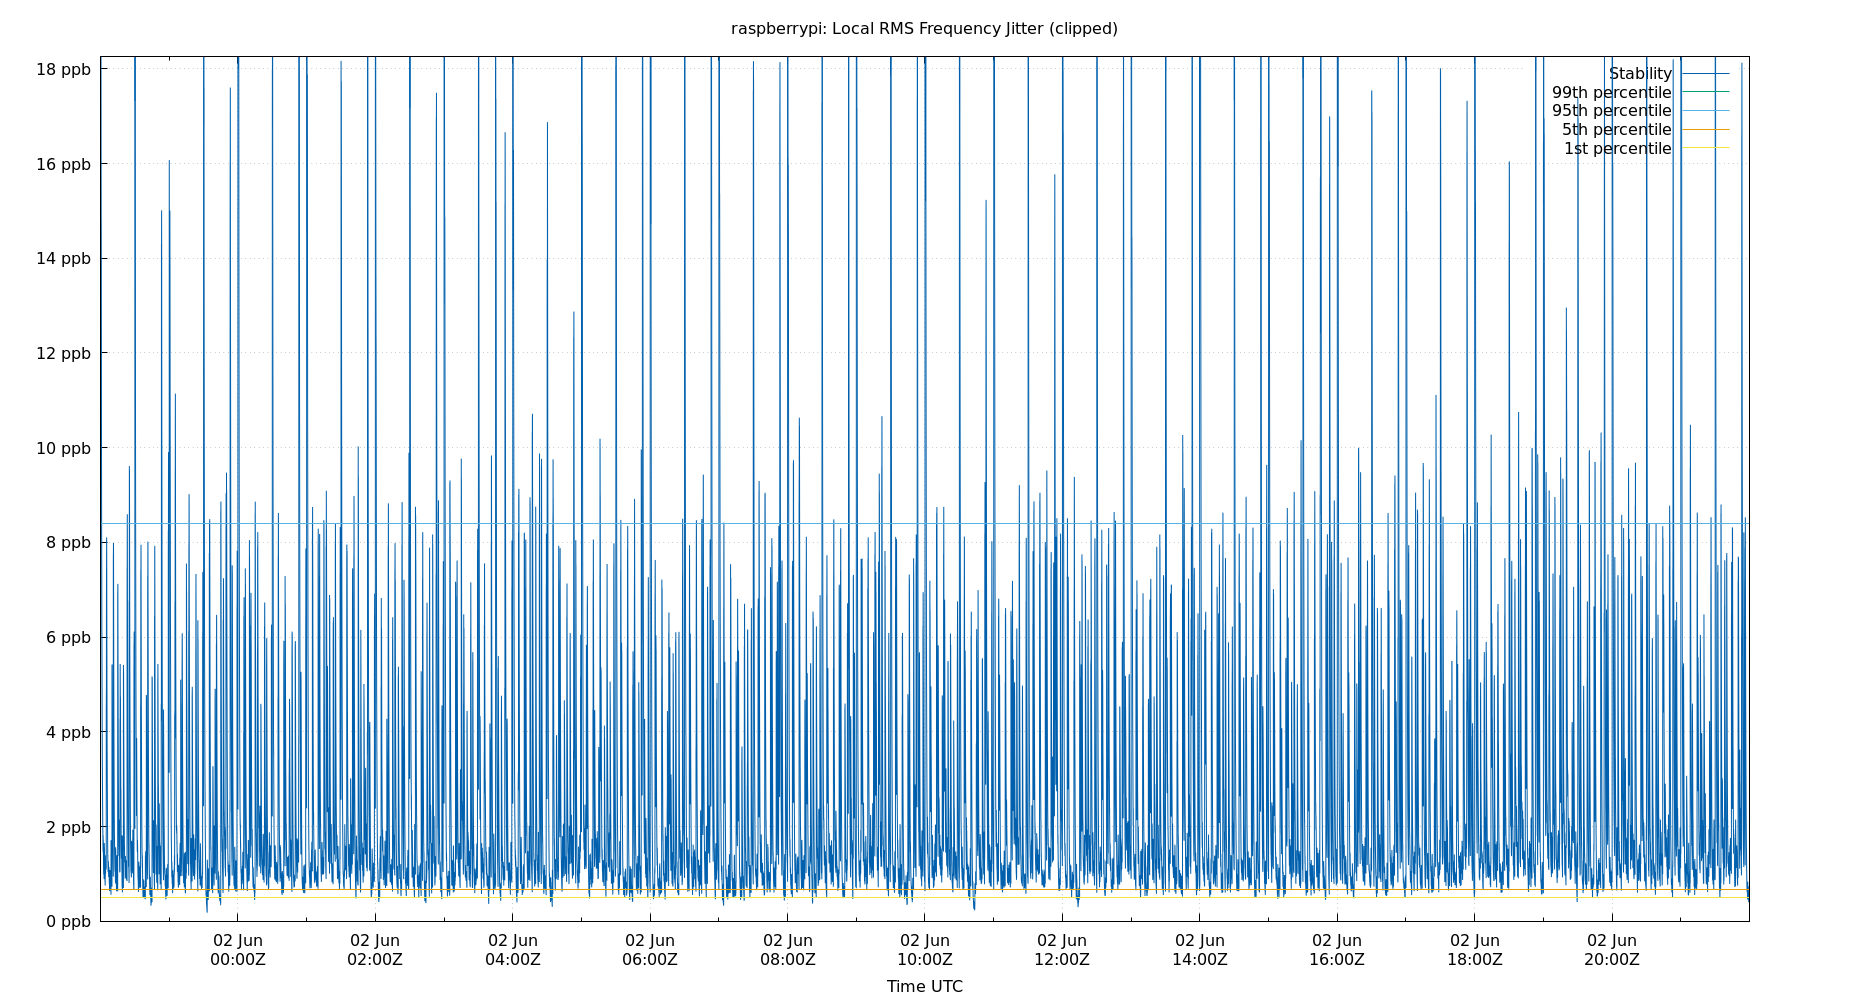 raspberrypi: Local RMS Frequency Jitter (clipped)
18 ppb
16 ppb
14 ppb
12 ppb
10 ppb
8 ppb
6 ppb
4 ppb
2 ppb
0 ppb
Stability
99th percentile
95th percentile
5th percentile
1st percentile
02 Jun 02 Jun 02 Jun 02 Jun 02 Jun 02 Jun 02 Jun 02 Jun 02 Jun 02 Jun 02 Jun
00:00Z 02:00Z 04:00Z 06:00Z 08:00Z 10:00Z 12:00Z 14:00Z 16:00Z 18:00Z 20:00Z
Time UTC